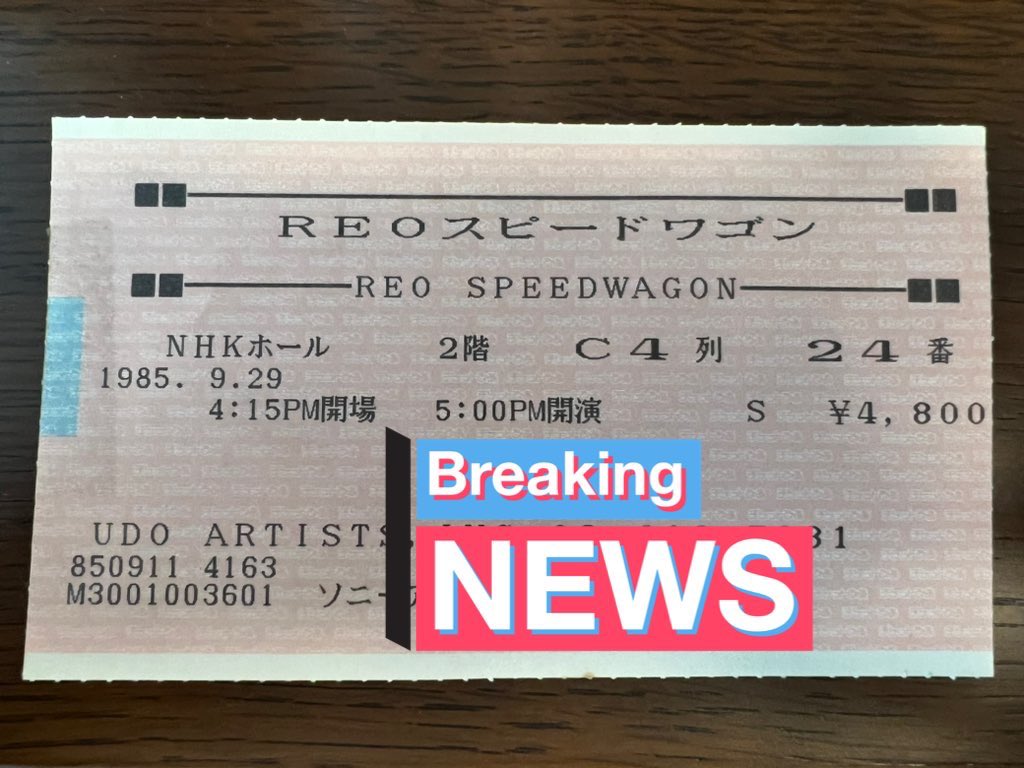 REOスピードワゴン
REO SPEEDWAGON
NHKホール 2階 C4列 24番
1985. 9.29
4:15PM開場 5:00PM開演 S ¥4,800
Breaking
NEWS
UDO ARTISTS,
850911 4163
M3001003601 ソニー